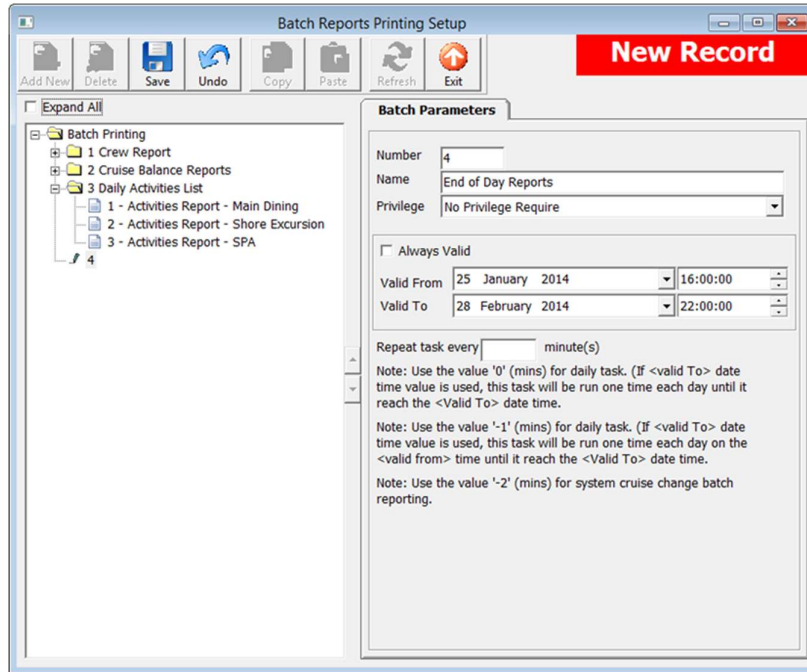 Batch Reports Printing Setup
Add New Delete Save Undo Copy Paste Refresh Exit
New Record
Expand All
Batch Printing
1 Crew Report
2 Cruise Balance Reports
3 Daily Activities List
1 - Activities Report - Main Dining
2 - Activities Report - Shore Excursion
3 - Activities Report - SPA
4
Batch Parameters
Number 4
Name End of Day Reports
Privilege No Privilege Require
Always Valid
Valid From 25 January 2014 16:00:00
Valid To 28 February 2014 22:00:00
Repeat task every minute(s)
Note: Use the value '0' (mins) for daily task. (If <valid To> date
time value is used, this task will be run one time each day until it
reach the <Valid To> date time.
Note: Use the value '-1' (mins) for daily task. (If <valid To> date
time value is used, this task will be run one time each day on the
<valid from> time until it reach the <Valid To> date time.
Note: Use the value '-2' (mins) for system cruise change batch
reporting.